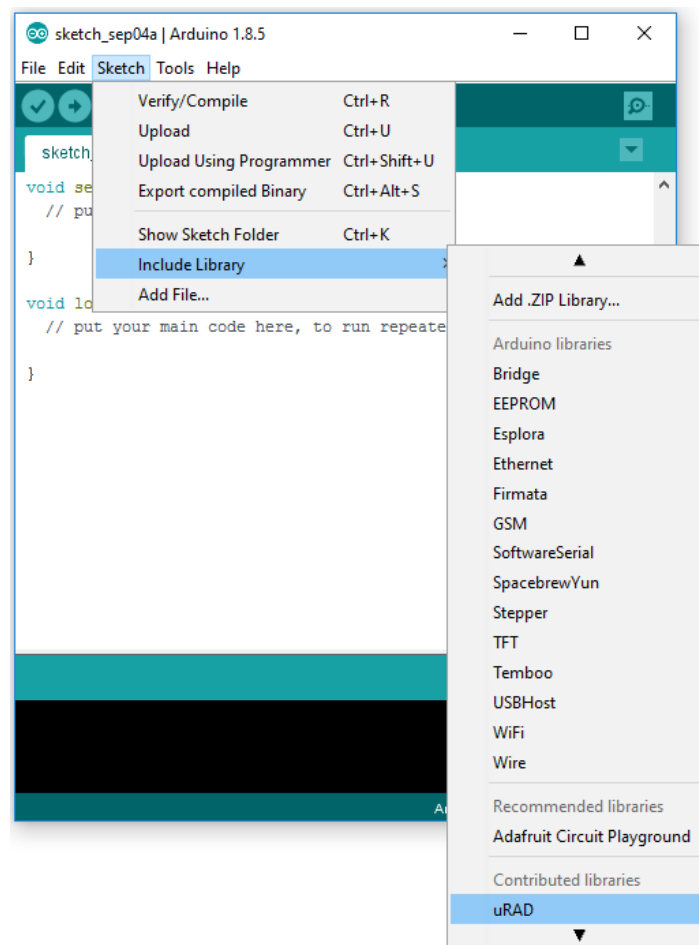 sketch_sep04a | Arduino 1.8.5
File Edit Sketch Tools Help
Verify/Compile Ctrl+R
Upload Ctrl+U
Upload Using Programmer Ctrl+Shift+U
Export compiled Binary Ctrl+Alt+S
Show Sketch Folder Ctrl+K
Include Library
Add File...
sketch_
void se
// pu
}
void lo
// put your main code here, to run repeate
}
Add .ZIP Library...
Arduino libraries
Bridge
EEPROM
Esplora
Ethernet
Firmata
GSM
SoftwareSerial
SpacebrewYun
Stepper
TFT
Temboo
USBHost
WiFi
Wire
Recommended libraries
Adafruit Circuit Playground
Contributed libraries
uRAD